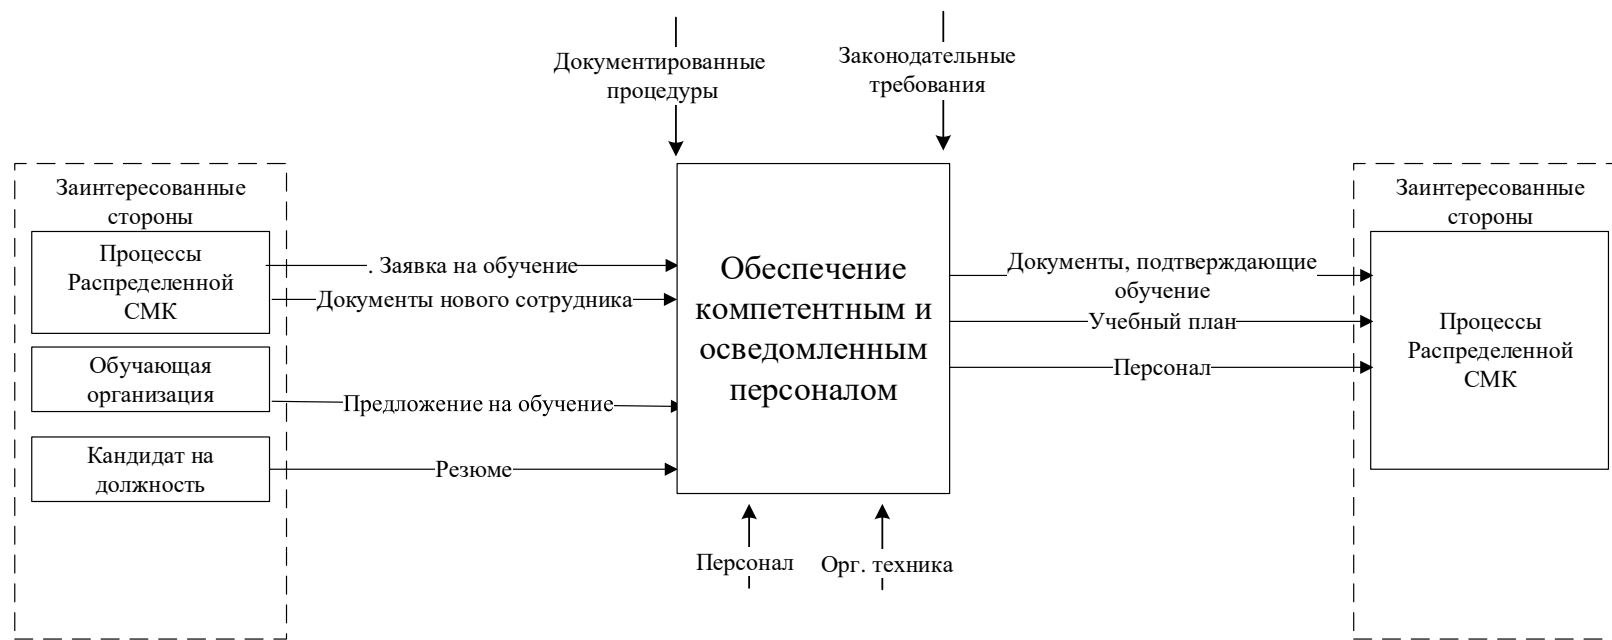 Документированные
процедуры
Законодательные
требования
Заинтересованные
стороны
Процессы
Распределенной
СМК
Обучающая
организация
Кандидат на
должность
. Заявка на обучение
Документы нового сотрудника
Предложение на обучение
Резюме
Обеспечение
компетентным и
осведомленным
персоналом
Персонал
Орг. техника
Документы, подтверждающие
обучение
Учебный план
Персонал
Заинтересованные
стороны
Процессы
Распределенной
СМК